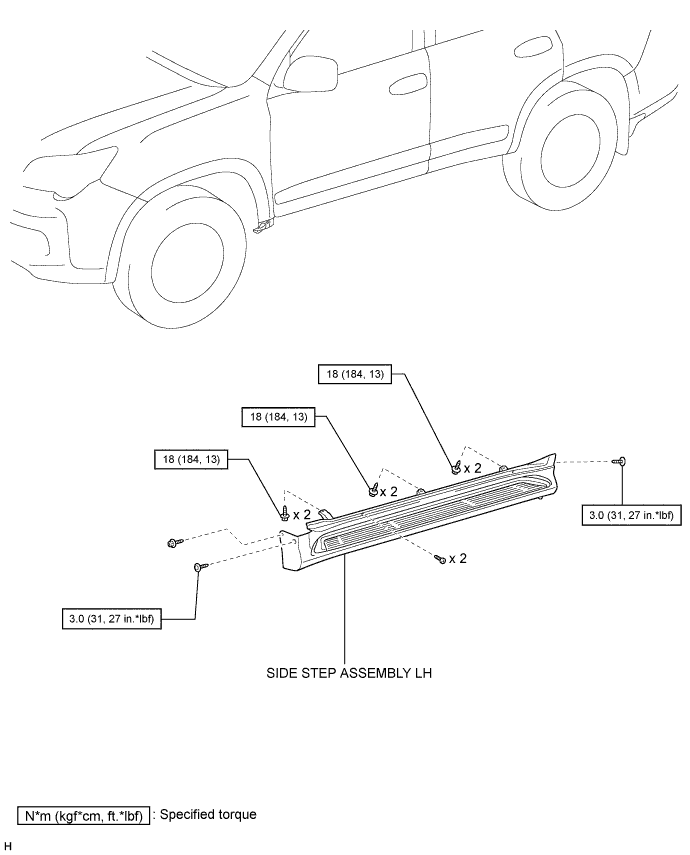 18 (184, 13)
18 (184, 13)
x 2
18 (184, 13)
x 2
x 2
3.0 (31, 27 in.*lbf)
x 2
3.0 (31, 27 in.*lbf)
SIDE STEP ASSEMBLY LH
N*m (kgf*cm, ft.*lbf) : Specified torque
H